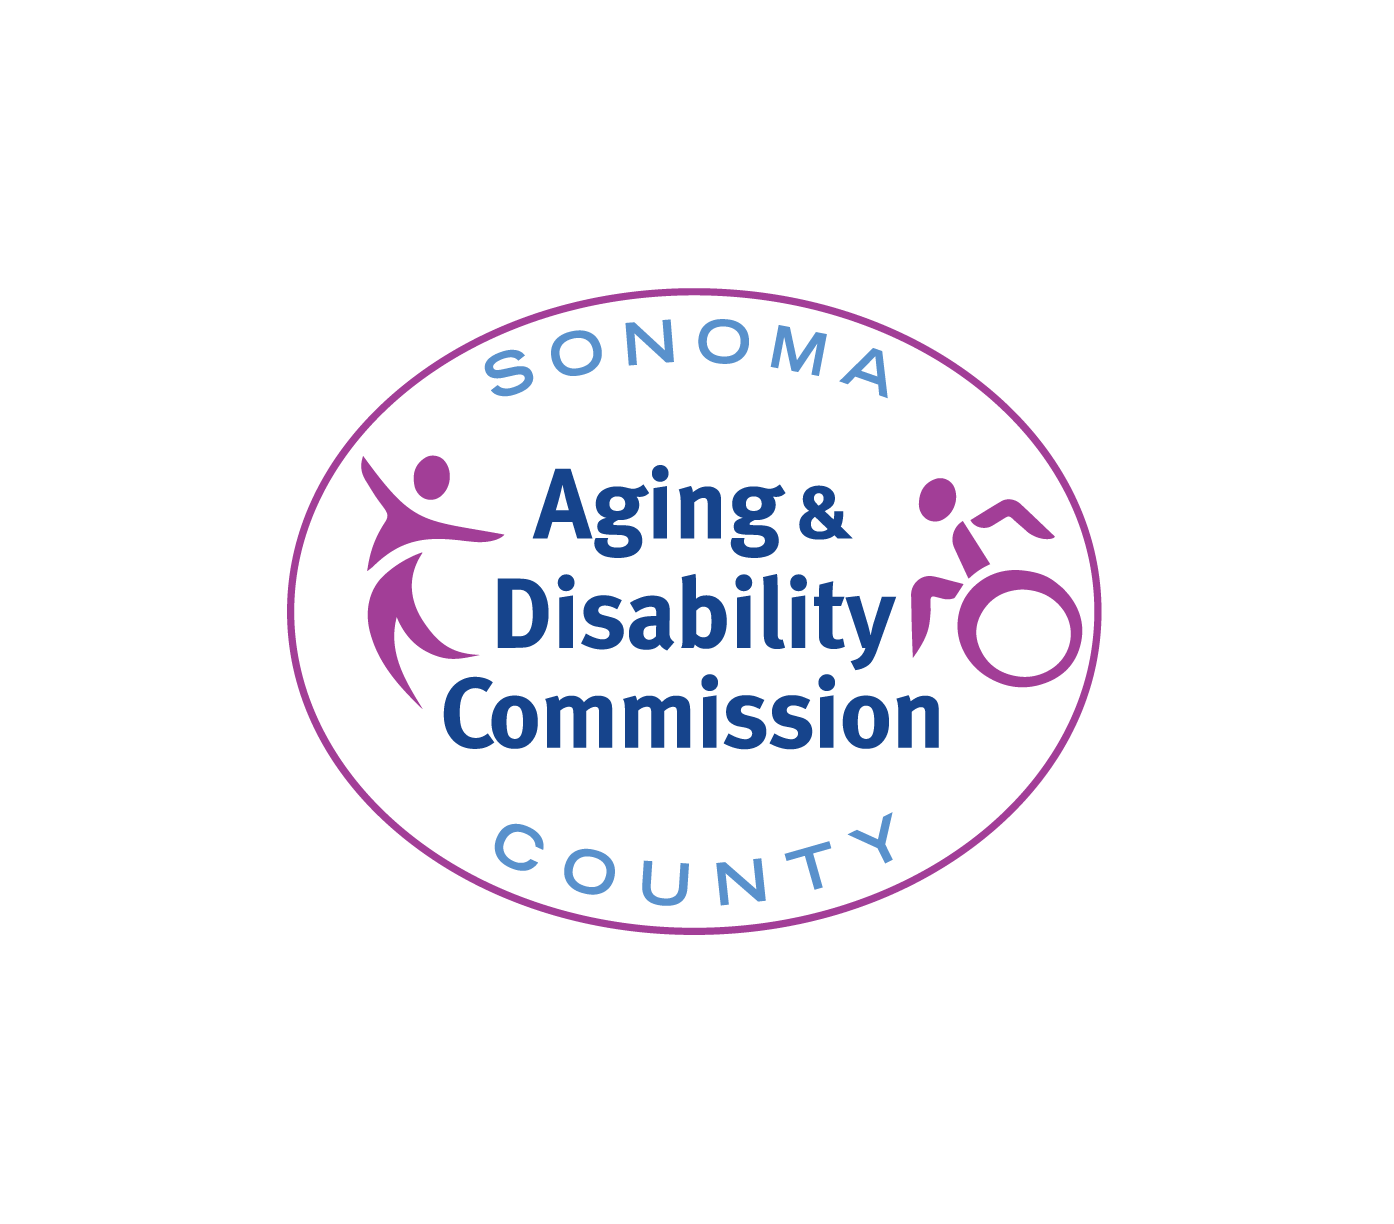 SONOMA
Aging &
Disability
Commission
COUNTY